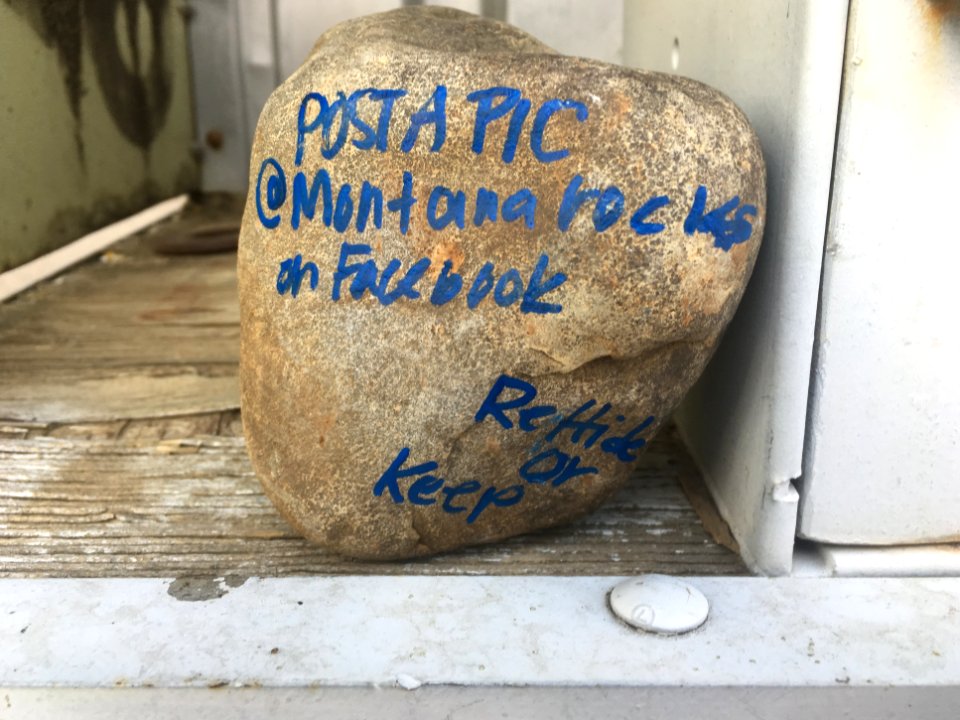 POST A PIC
@Montana rocks
on Facebook
ReHide
or
Keep